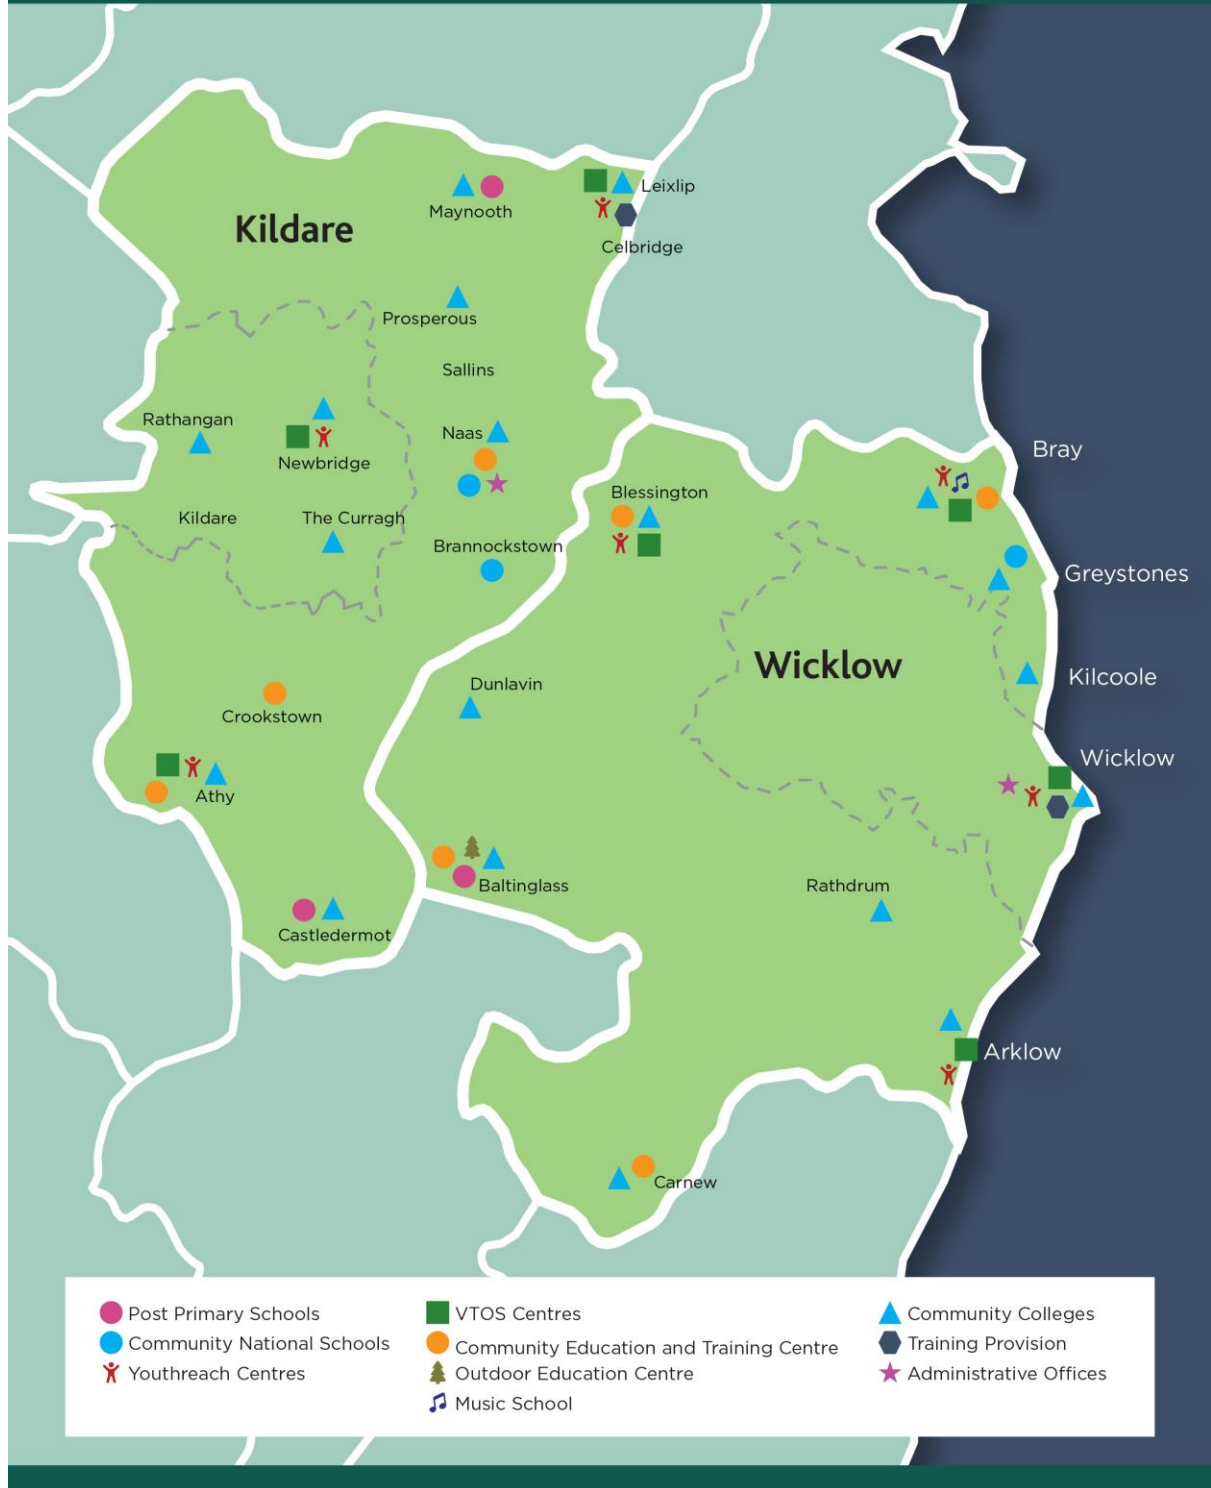 Leixlip
Maynooth
Kildare
Celbridge
Prosperous
Sallins
Rathangan
Naas
Newbridge
Bray
Blessington
Kildare
The Curragh
Brannockstown
Greystones
Wicklow
Kilcoole
Dunlavin
Crookstown
Wicklow
Athy
Baltinglass
Rathdrum
Castledermot
Arklow
Carnew
Post Primary Schools
Community National Schools
Youthreach Centres
VTOS Centres
Community Education and Training Centre
Outdoor Education Centre
Music School
Community Colleges
Training Provision
Administrative Offices